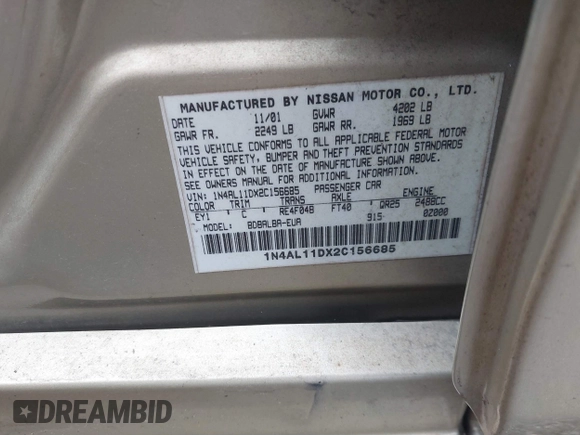 MANUFACTURED BY NISSAN MOTOR CO., LTD.
DATE 11/01 GVWR 4202 LB
GAWR FR. 2249 LB GAWR RR. 1969 LB
THIS VEHICLE CONFORMS TO ALL APPLICABLE FEDERAL MOTOR
VEHICLE SAFETY, BUMPER AND THEFT PREVENTION STANDARDS
IN EFFECT ON THE DATE OF MANUFACTURE SHOWN ABOVE.
SEE OWNERS MANUAL FOR ADDITIONAL INFORMATION.
VIN: 1N4AL11DX2C156685 PASSENGER CAR
COLOR TRIM TRANS AXLE ENGINE
EY1 C RE4F04B FT40 QR25 2488CC
MODEL: BDBALBA-EUA 915- 02000
1N4AL11DX2C156685
DREAMBID